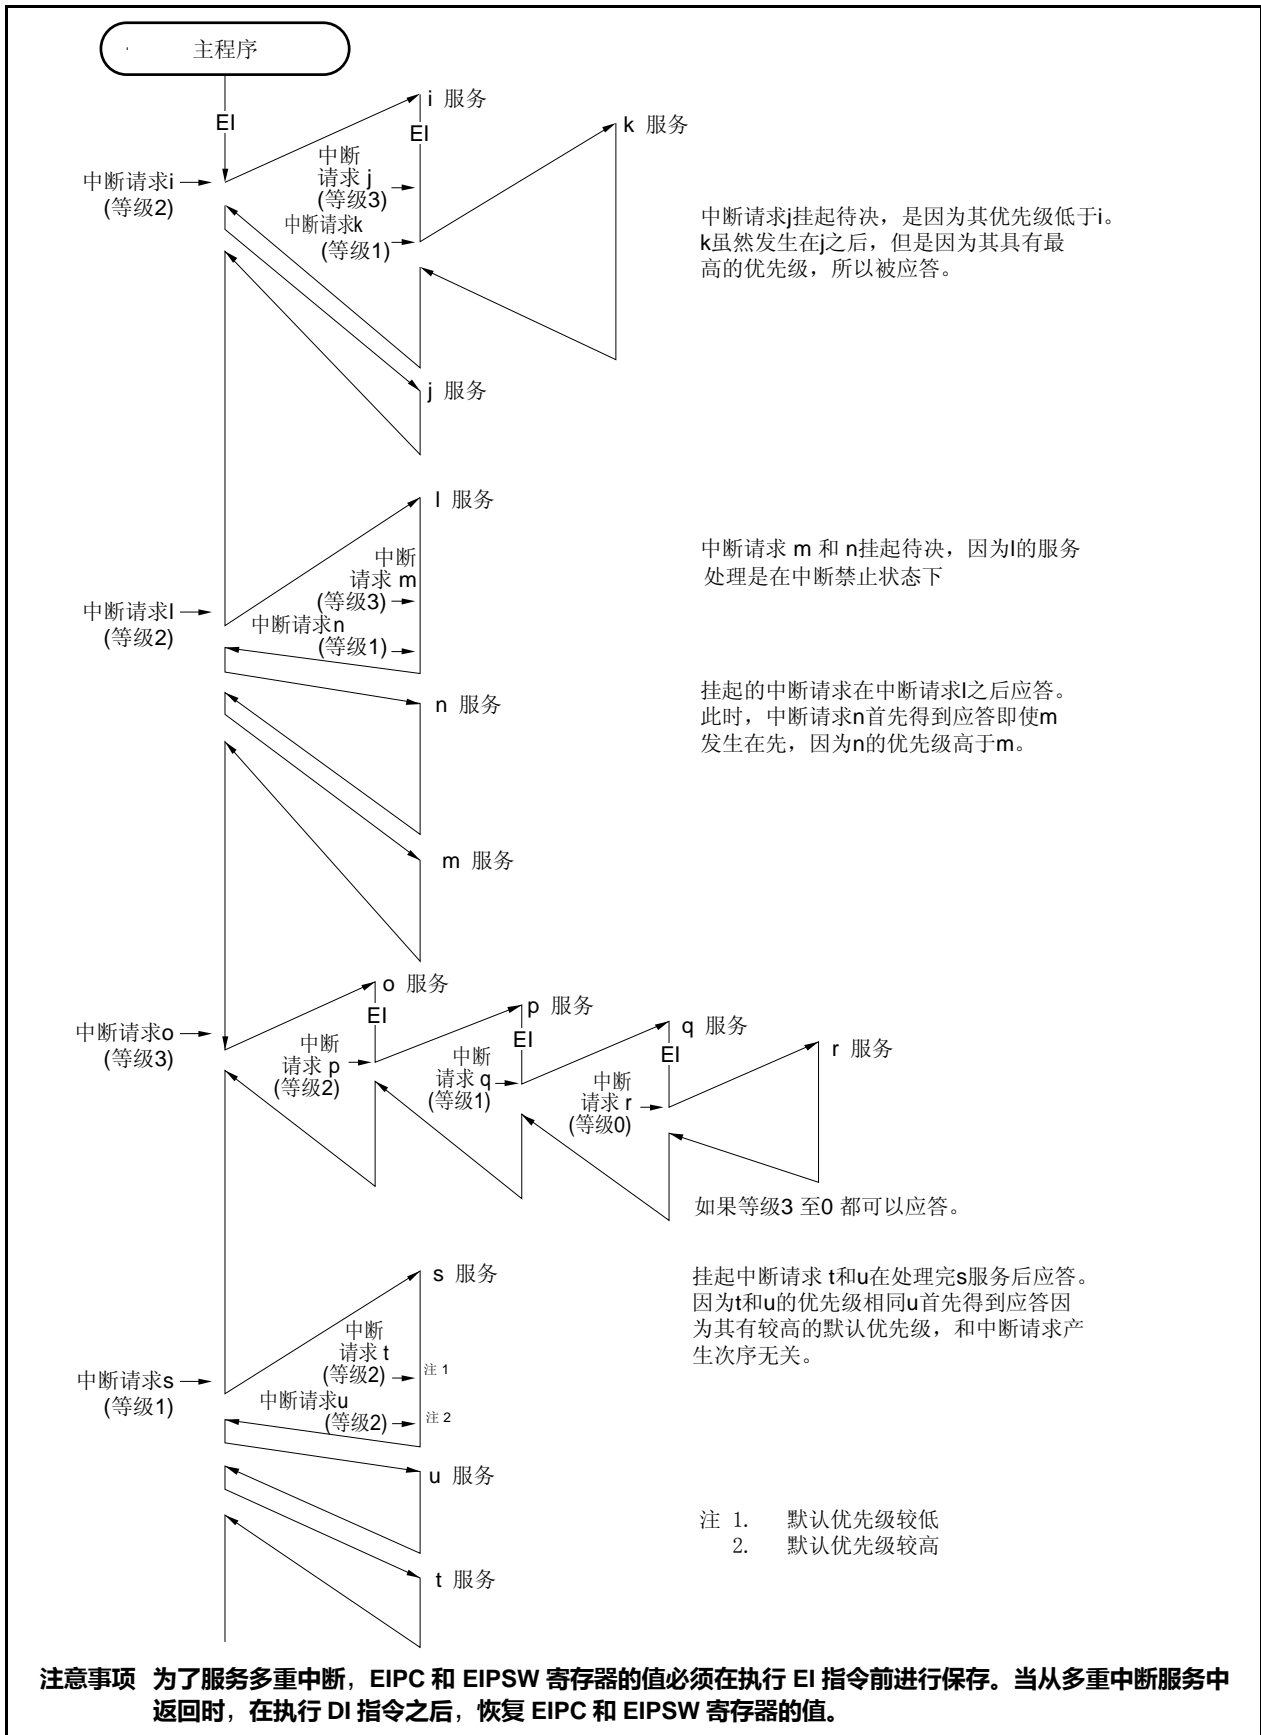 主程序
EI
中断请求i
(等级2)
i 服务
EI
中断
请求 j
(等级3)
中断请求k
(等级1)
k 服务
中断请求j挂起待决，是因为其优先级低于i。
k虽然发生在j之后，但是因为其具有最
高的优先级，所以被应答。
j 服务
l 服务
中断
请求 m
(等级3)
中断请求l
(等级2)
中断请求n
(等级1)
中断请求 m 和 n挂起待决，因为l的服务
处理是在中断禁止状态下
n 服务
挂起的中断请求在中断请求l之后应答。
此时，中断请求n首先得到应答即使m
发生在先，因为n的优先级高于m。
m 服务
中断请求o
(等级3)
o 服务
EI
中断
请求 p
(等级2)
p 服务
EI
中断
请求 q
(等级1)
q 服务
EI
中断
请求 r
(等级0)
r 服务
如果等级3 至0 都可以应答。
s 服务
中断
请求 t
(等级2)
注 1
中断请求s
(等级1)
中断请求u
(等级2)
注 2
挂起中断请求 t和u在处理完s服务后应答。
因为t和u的优先级相同u首先得到应答因
为其有较高的默认优先级，和中断请求产
生次序无关。
u 服务
t 服务
注 1. 默认优先级较低
2. 默认优先级较高
注意事项 为了服务多重中断，EIPC 和 EIPSW 寄存器的值必须在执行 EI 指令前进行保存。当从多重中断服务中
返回时，在执行 DI 指令之后，恢复 EIPC 和 EIPSW 寄存器的值。